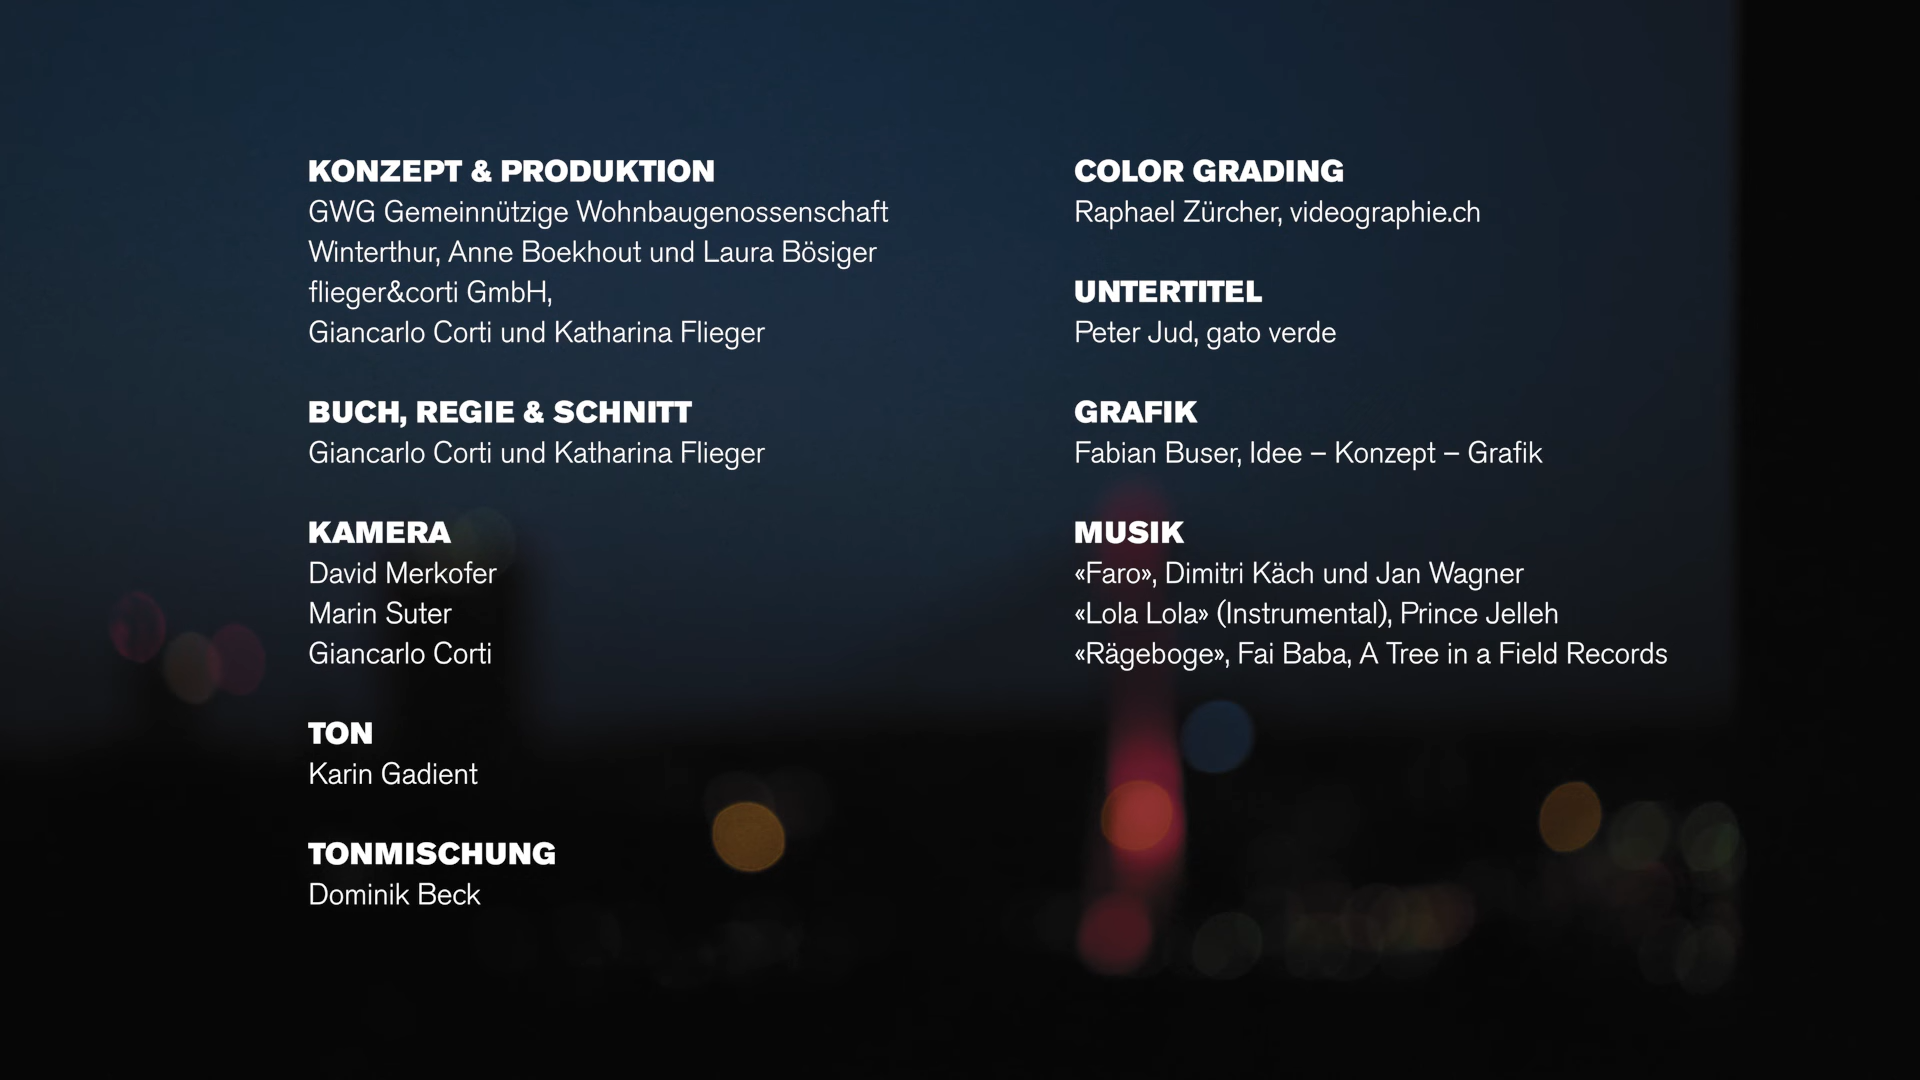 KONZEPT & PRODUKTION
GWG Gemeinnützige Wohnbaugenossenschaft
Winterthur, Anne Boekhout und Laura Bösiger
flieger&corti GmbH,
Giancarlo Corti und Katharina Flieger
BUCH, REGIE & SCHNITT
Giancarlo Corti und Katharina Flieger
KAMERA
David Merkofer
Marin Suter
Giancarlo Corti
TON
Karin Gadient
TONMISCHUNG
Dominik Beck
COLOR GRADING
Raphael Zürcher, videographie.ch
UNTERTITEL
Peter Jud, gato verde
GRAFIK
Fabian Buser, Idee – Konzept – Grafik
MUSIK
«Faro», Dimitri Käch und Jan Wagner
«Lola Lola» (Instrumental), Prince Jelleh
«Rägeboge», Fai Baba, A Tree in a Field Records